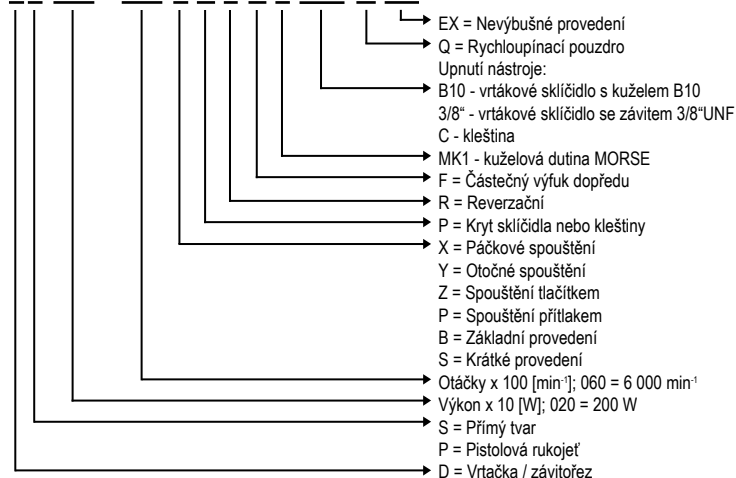 EX = Nevýbušné provedení
Q = Rychloupínací pouzdro
Upnutí nástroje:
B10 - vrtákové sklíčidlo s kuželem B10
3/8“ - vrtákové sklíčidlo se závitem 3/8“UNF
C - kleština
MK1 - kuželová dutina MORSE
F = Částečný výfuk dopředu
R = Reverzační
P = Kryt sklíčidla nebo kleštiny
X = Páčkové spouštění
Y = Otočné spouštění
Z = Spouštění tlačítkem
P = Spouštění přítlakem
B = Základní provedení
S = Krátké provedení
Otáčky x 100 [min⁻¹]; 060 = 6 000 min⁻¹
Výkon x 10 [W]; 020 = 200 W
S = Přímý tvar
P = Pistolová rukojeť
D = Vrtačka / závitořez